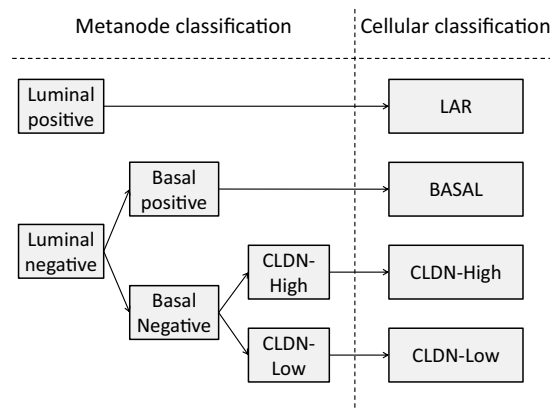 Metanode classification
Cellular classification
Luminal
positive
LAR
Basal
positive
BASAL
Luminal
negative
CLDN-
High
CLDN-High
Basal
Negative
CLDN-
Low
CLDN-Low